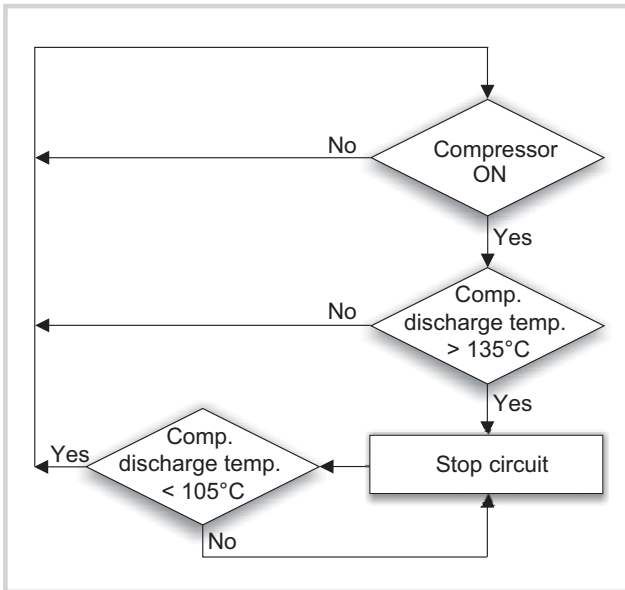 No
Compressor
ON
Yes
No
Comp.
discharge temp.
> 135°C
Yes
Comp.
discharge temp.
< 105°C
Yes
Stop circuit
No